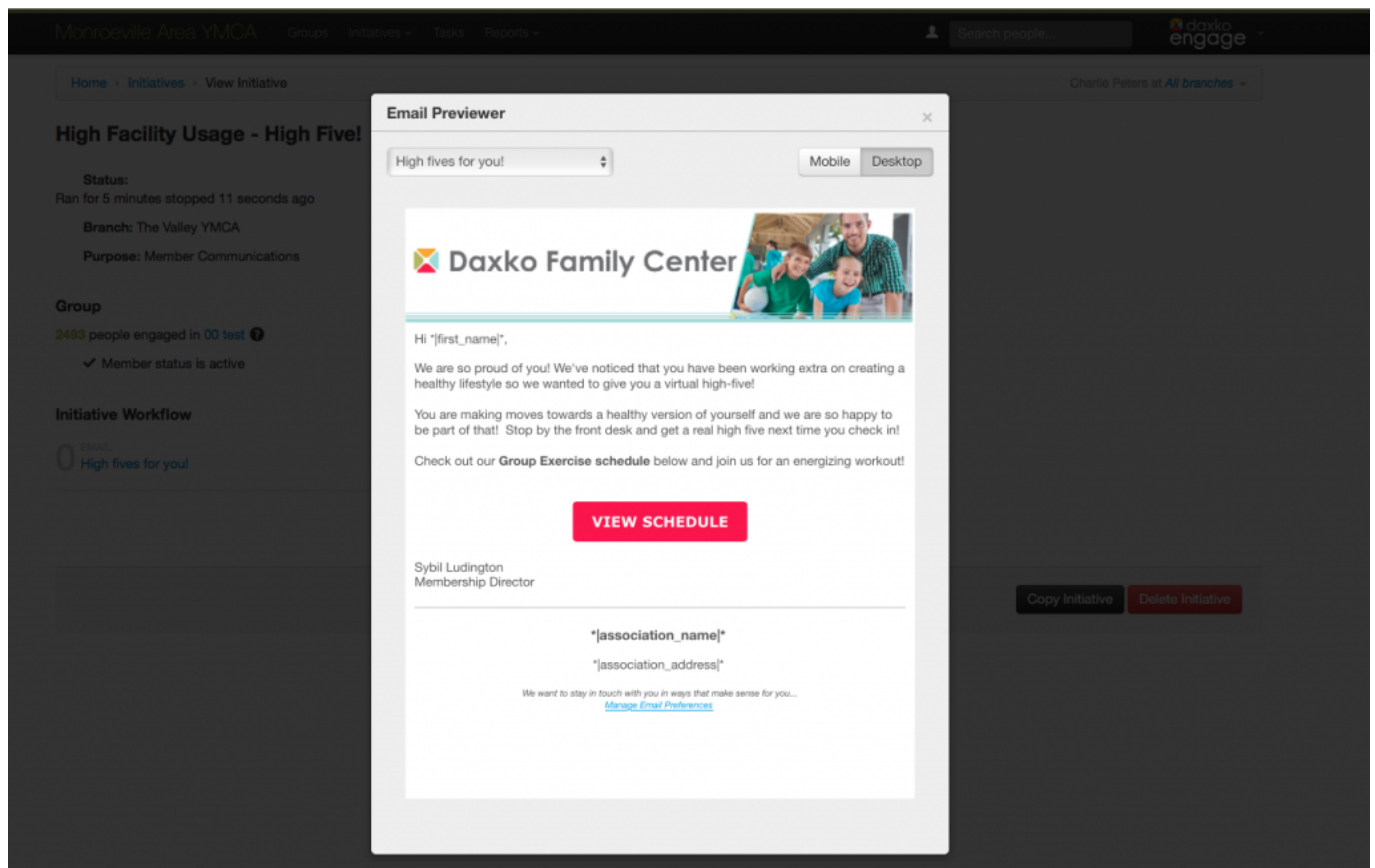 Monroeville Area YMCA Groups Initiatives Tasks Reports Search people... daxko engage
Home Initiatives View Initiative Charlie Peters at All branches
High Facility Usage - High Five!
Status:
Ran for 5 minutes stopped 11 seconds ago
Branch: The Valley YMCA
Purpose: Member Communications
Group
2493 people engaged in 00 test ?
Member status is active
Initiative Workflow
0 EMAIL
High fives for you!
Email Previewer ×
High fives for you! Mobile Desktop
Daxko Family Center
Hi *|first_name|*,
We are so proud of you! We've noticed that you have been working extra on creating a
healthy lifestyle so we wanted to give you a virtual high-five!
You are making moves towards a healthy version of yourself and we are so happy to
be part of that! Stop by the front desk and get a real high five next time you check in!
Check out our Group Exercise schedule below and join us for an energizing workout!
VIEW SCHEDULE
Sybil Ludington
Membership Director
*|association_name|*
*|association_address|*
We want to stay in touch with you in ways that make sense for you...
Manage Email Preferences
Copy Initiative Delete Initiative